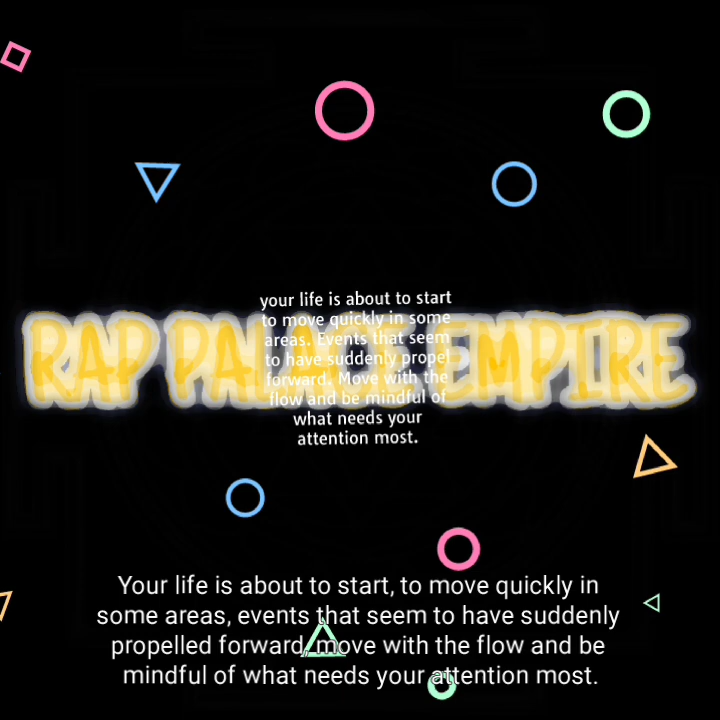 your life is about to start
to move quickly in some
areas. Events that seem
to have suddenly propel
forward. Move with the
flow and be mindful of
what needs your
attention most.
RAP EMPIRE
Your life is about to start, to move quickly in
some areas, events that seem to have suddenly
propelled forward, move with the flow and be
mindful of what needs your attention most.